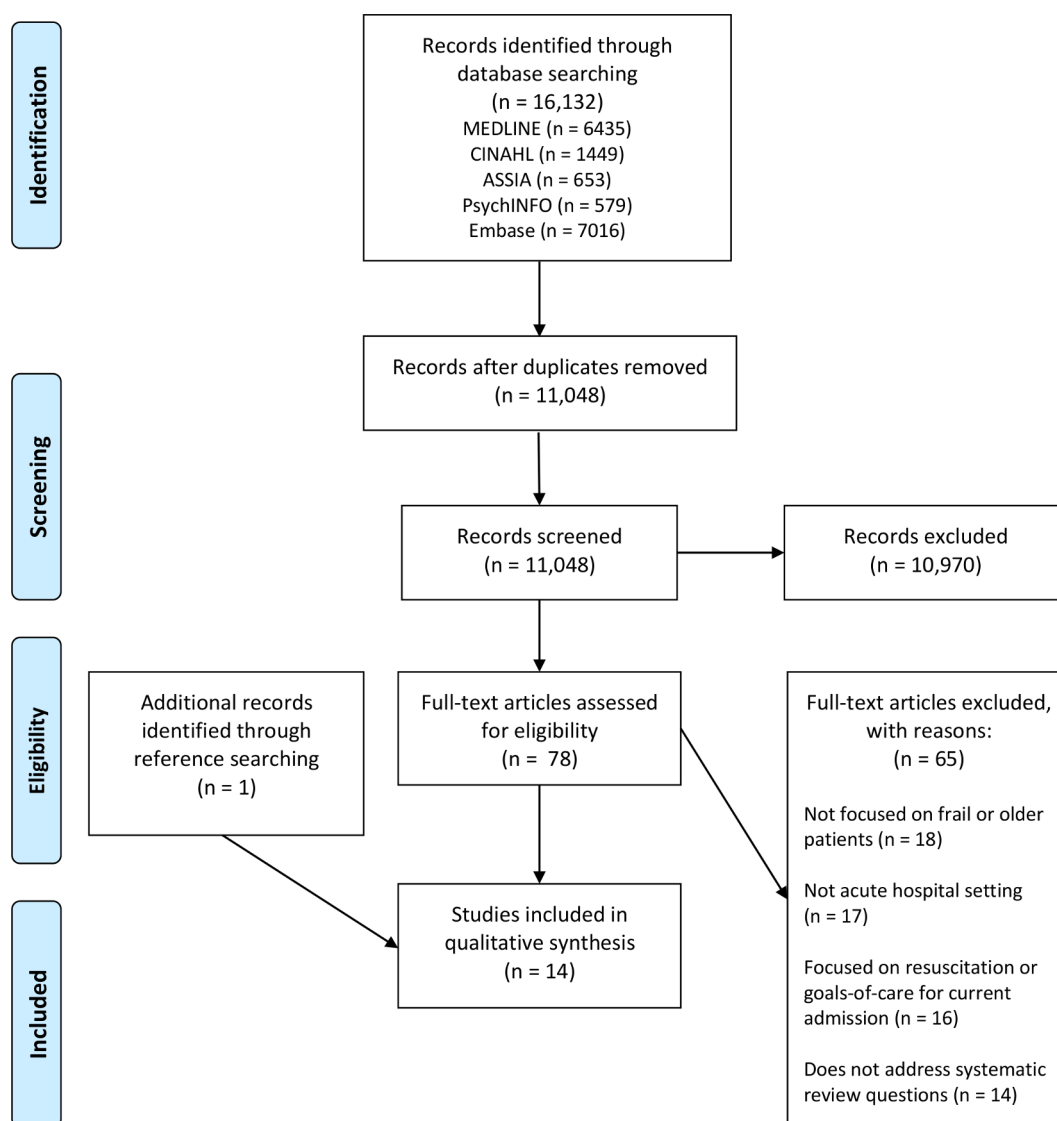 Identification
Records identified through
database searching
(n = 16,132)
MEDLINE (n = 6435)
CINAHL (n = 1449)
ASSIA (n = 653)
PsychINFO (n = 579)
Embase (n = 7016)
Records after duplicates removed
(n = 11,048)
Screening
Records screened
(n = 11,048)
Records excluded
(n = 10,970)
Eligibility
Additional records
identified through
reference searching
(n = 1)
Full-text articles assessed
for eligibility
(n = 78)
Full-text articles excluded,
with reasons:
(n = 65)
Not focused on frail or older
patients (n = 18)
Not acute hospital setting
(n = 17)
Focused on resuscitation or
goals-of-care for current
admission (n = 16)
Does not address systematic
review questions (n = 14)
Included
Studies included in
qualitative synthesis
(n = 14)